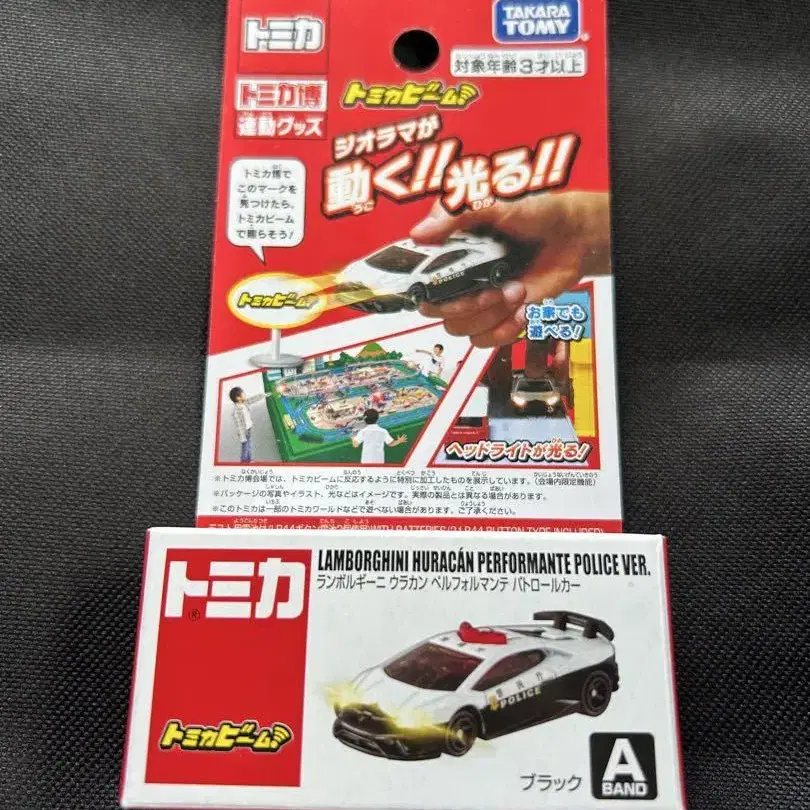 トミカ
TAKARA
TOMY
対象年齢3才以上
トミカ博
連動グッズ
トミカビーム
ジオラマが
動く!!光る!!
うご
ひか
トミカ博で
このマークを
見つけたら、
トミカビーム
で照らそう!
トミカビーム
POLICE
お家でも
遊べる!
ヘッドライトが光る!
※トミカ博会場では、トミカビームに反応するように特別に加工したものを展示しています。(会場内限定機能)
※パッケージの写真やイラスト、光などはイメージです。実際の製品とは異なる場合があります。
※このトミカは一部のトミカワールドなどで遊べない場合があります。ご了承ください。
トミカ
LAMBORGHINI HURACÁN PERFORMANTE POLICE VER.
ランボルギーニ ウラカン ペルフォルマンテ パトロールカー
警視庁
POLICE
トミカビーム
ブラック
A
BAND